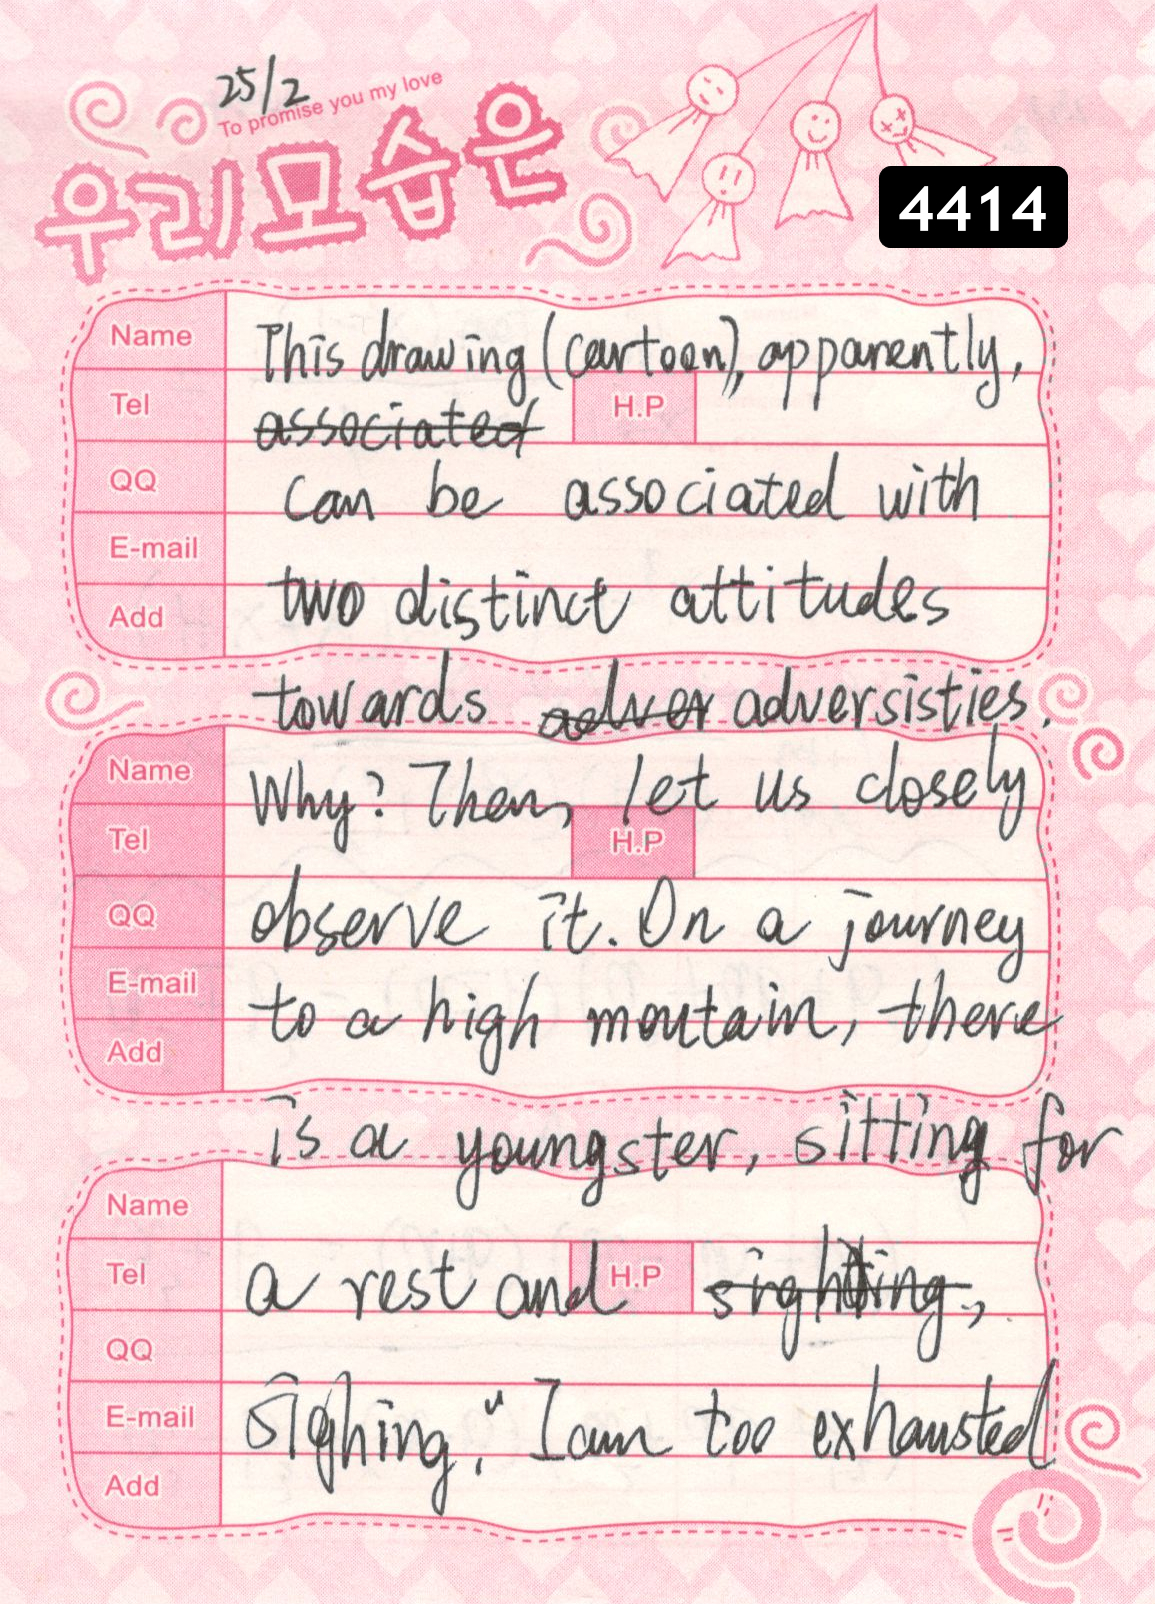 25/2
To promise you my love
우리모습은
4414
Name
This drawing (cartoon), apparently,
Tel
H.P
associated
QQ
can be associated with
E-mail
Add
two distinct attitudes
towards adver adversisties.
Name
Why? Then, let us closely
Tel
H.P
QQ
observe it. On a journey
E-mail
to a high moutain, there
Add
is a youngster, sitting for
Name
Tel
a rest and H.P sighting,
QQ
E-mail
sighing, "I am too exhausted
Add